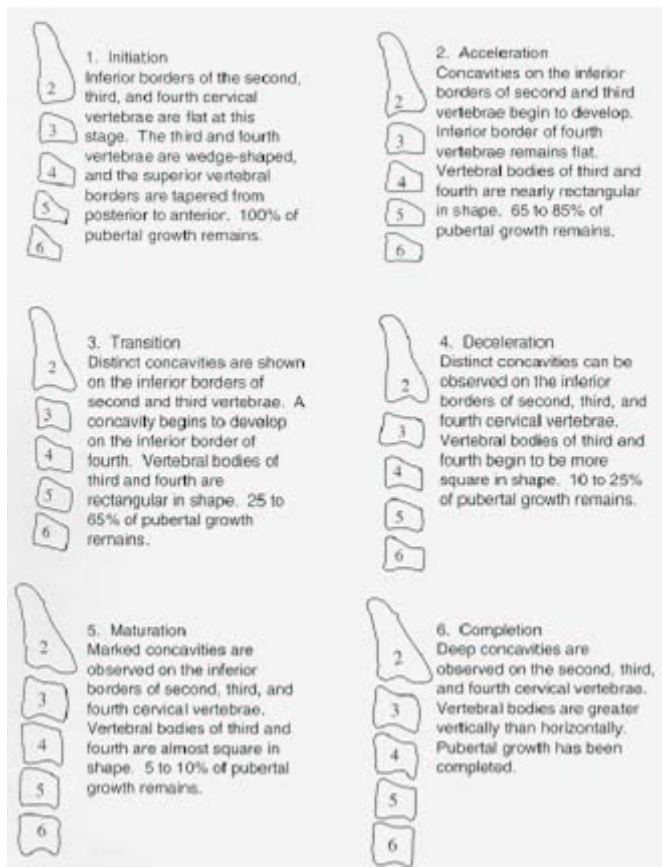 1. Initiation
Inferior borders of the second,
third, and fourth cervical
vertebrae are flat at this
stage. The third and fourth
vertebrae are wedge-shaped,
and the superior vertebral
borders are tapered from
posterior to anterior. 100% of
pubertal growth remains.
2
3
4
5
6
2. Acceleration
Concavities on the inferior
borders of second and third
vertebrae begin to develop.
Inferior border of fourth
vertebrae remains flat.
Vertebral bodies of third and
fourth are nearly rectangular
in shape. 65 to 85% of
pubertal growth remains.
2
3
4
5
6
3. Transition
Distinct concavities are shown
on the inferior borders of
second and third vertebrae. A
concavity begins to develop
on the inferior border of
fourth. Vertebral bodies of
third and fourth are
rectangular in shape. 25 to
65% of pubertal growth
remains.
2
3
4
5
6
4. Deceleration
Distinct concavities can be
observed on the inferior
borders of second, third, and
fourth cervical vertebrae.
Vertebral bodies of third and
fourth begin to be more
square in shape. 10 to 25%
of pubertal growth remains.
2
3
4
5
6
5. Maturation
Marked concavities are
observed on the inferior
borders of second, third, and
fourth cervical vertebrae.
Vertebral bodies of third and
fourth are almost square in
shape. 5 to 10% of pubertal
growth remains.
2
3
4
5
6
6. Completion
Deep concavities are
observed on the second, third,
and fourth cervical vertebrae.
Vertebral bodies are greater
vertically than horizontally.
Pubertal growth has been
completed.
2
3
4
5
6